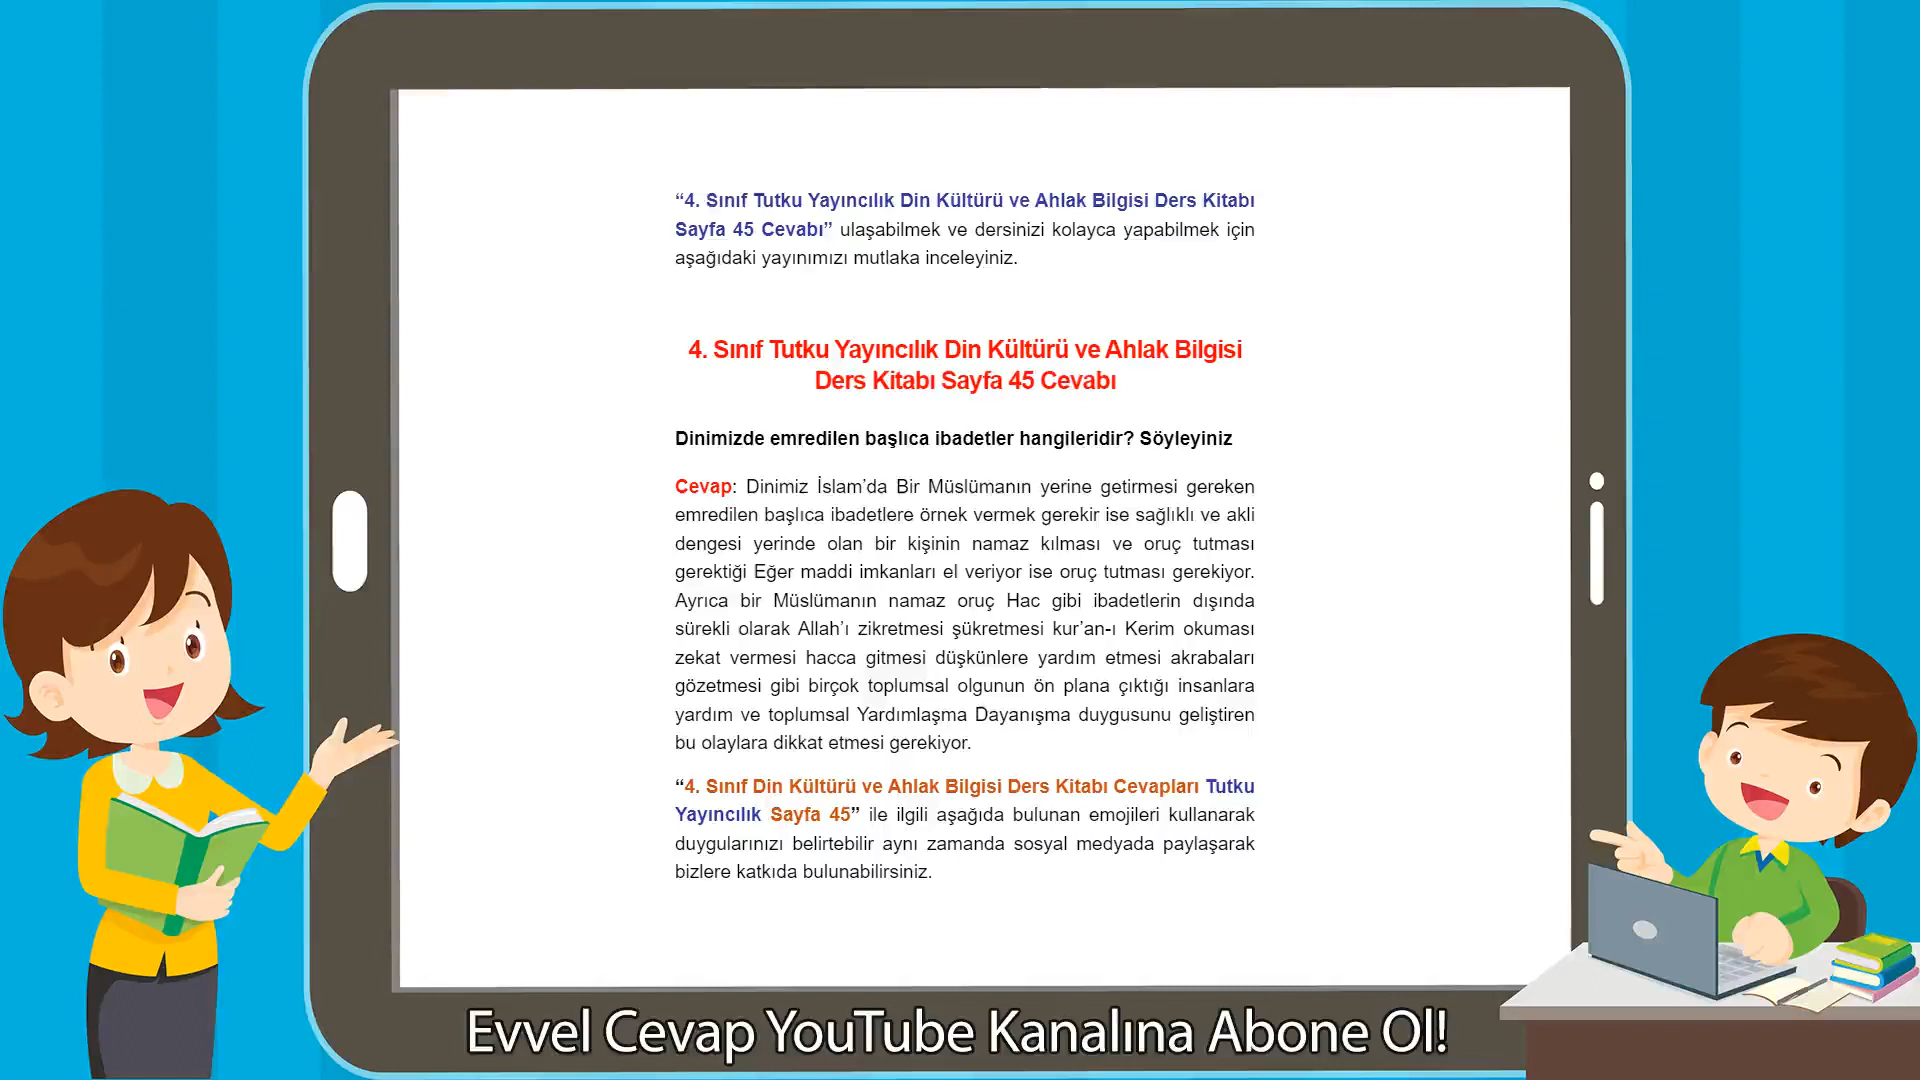 “4. Sınıf Tutku Yayıncılık Din Kültürü ve Ahlak Bilgisi Ders Kitabı
Sayfa 45 Cevabı” ulaşabilmek ve dersinizi kolayca yapabilmek için
aşağıdaki yayınımızı mutlaka inceleyiniz.
4. Sınıf Tutku Yayıncılık Din Kültürü ve Ahlak Bilgisi
Ders Kitabı Sayfa 45 Cevabı
Dinimizde emredilen başlıca ibadetler hangileridir? Söyleyiniz
Cevap: Dinimiz İslam’da Bir Müslümanın yerine getirmesi gereken
emredilen başlıca ibadetlere örnek vermek gerekir ise sağlıklı ve akli
dengesi yerinde olan bir kişinin namaz kılması ve oruç tutması
gerektiği Eğer maddi imkanları el veriyor ise oruç tutması gerekiyor.
Ayrıca bir Müslümanın namaz oruç Hac gibi ibadetlerin dışında
sürekli olarak Allah’ı zikretmesi şükretmesi kur’an-ı Kerim okuması
zekat vermesi hacca gitmesi düşkünlere yardım etmesi akrabaları
gözetmesi gibi birçok toplumsal olgunun ön plana çıktığı insanlara
yardım ve toplumsal Yardımlaşma Dayanışma duygusunu geliştiren
bu olaylara dikkat etmesi gerekiyor.
“4. Sınıf Din Kültürü ve Ahlak Bilgisi Ders Kitabı Cevapları Tutku
Yayıncılık Sayfa 45” ile ilgili aşağıda bulunan emojileri kullanarak
duygularınızı belirtebilir aynı zamanda sosyal medyada paylaşarak
bizlere katkıda bulunabilirsiniz.
Evvel Cevap YouTube Kanalına Abone Ol!